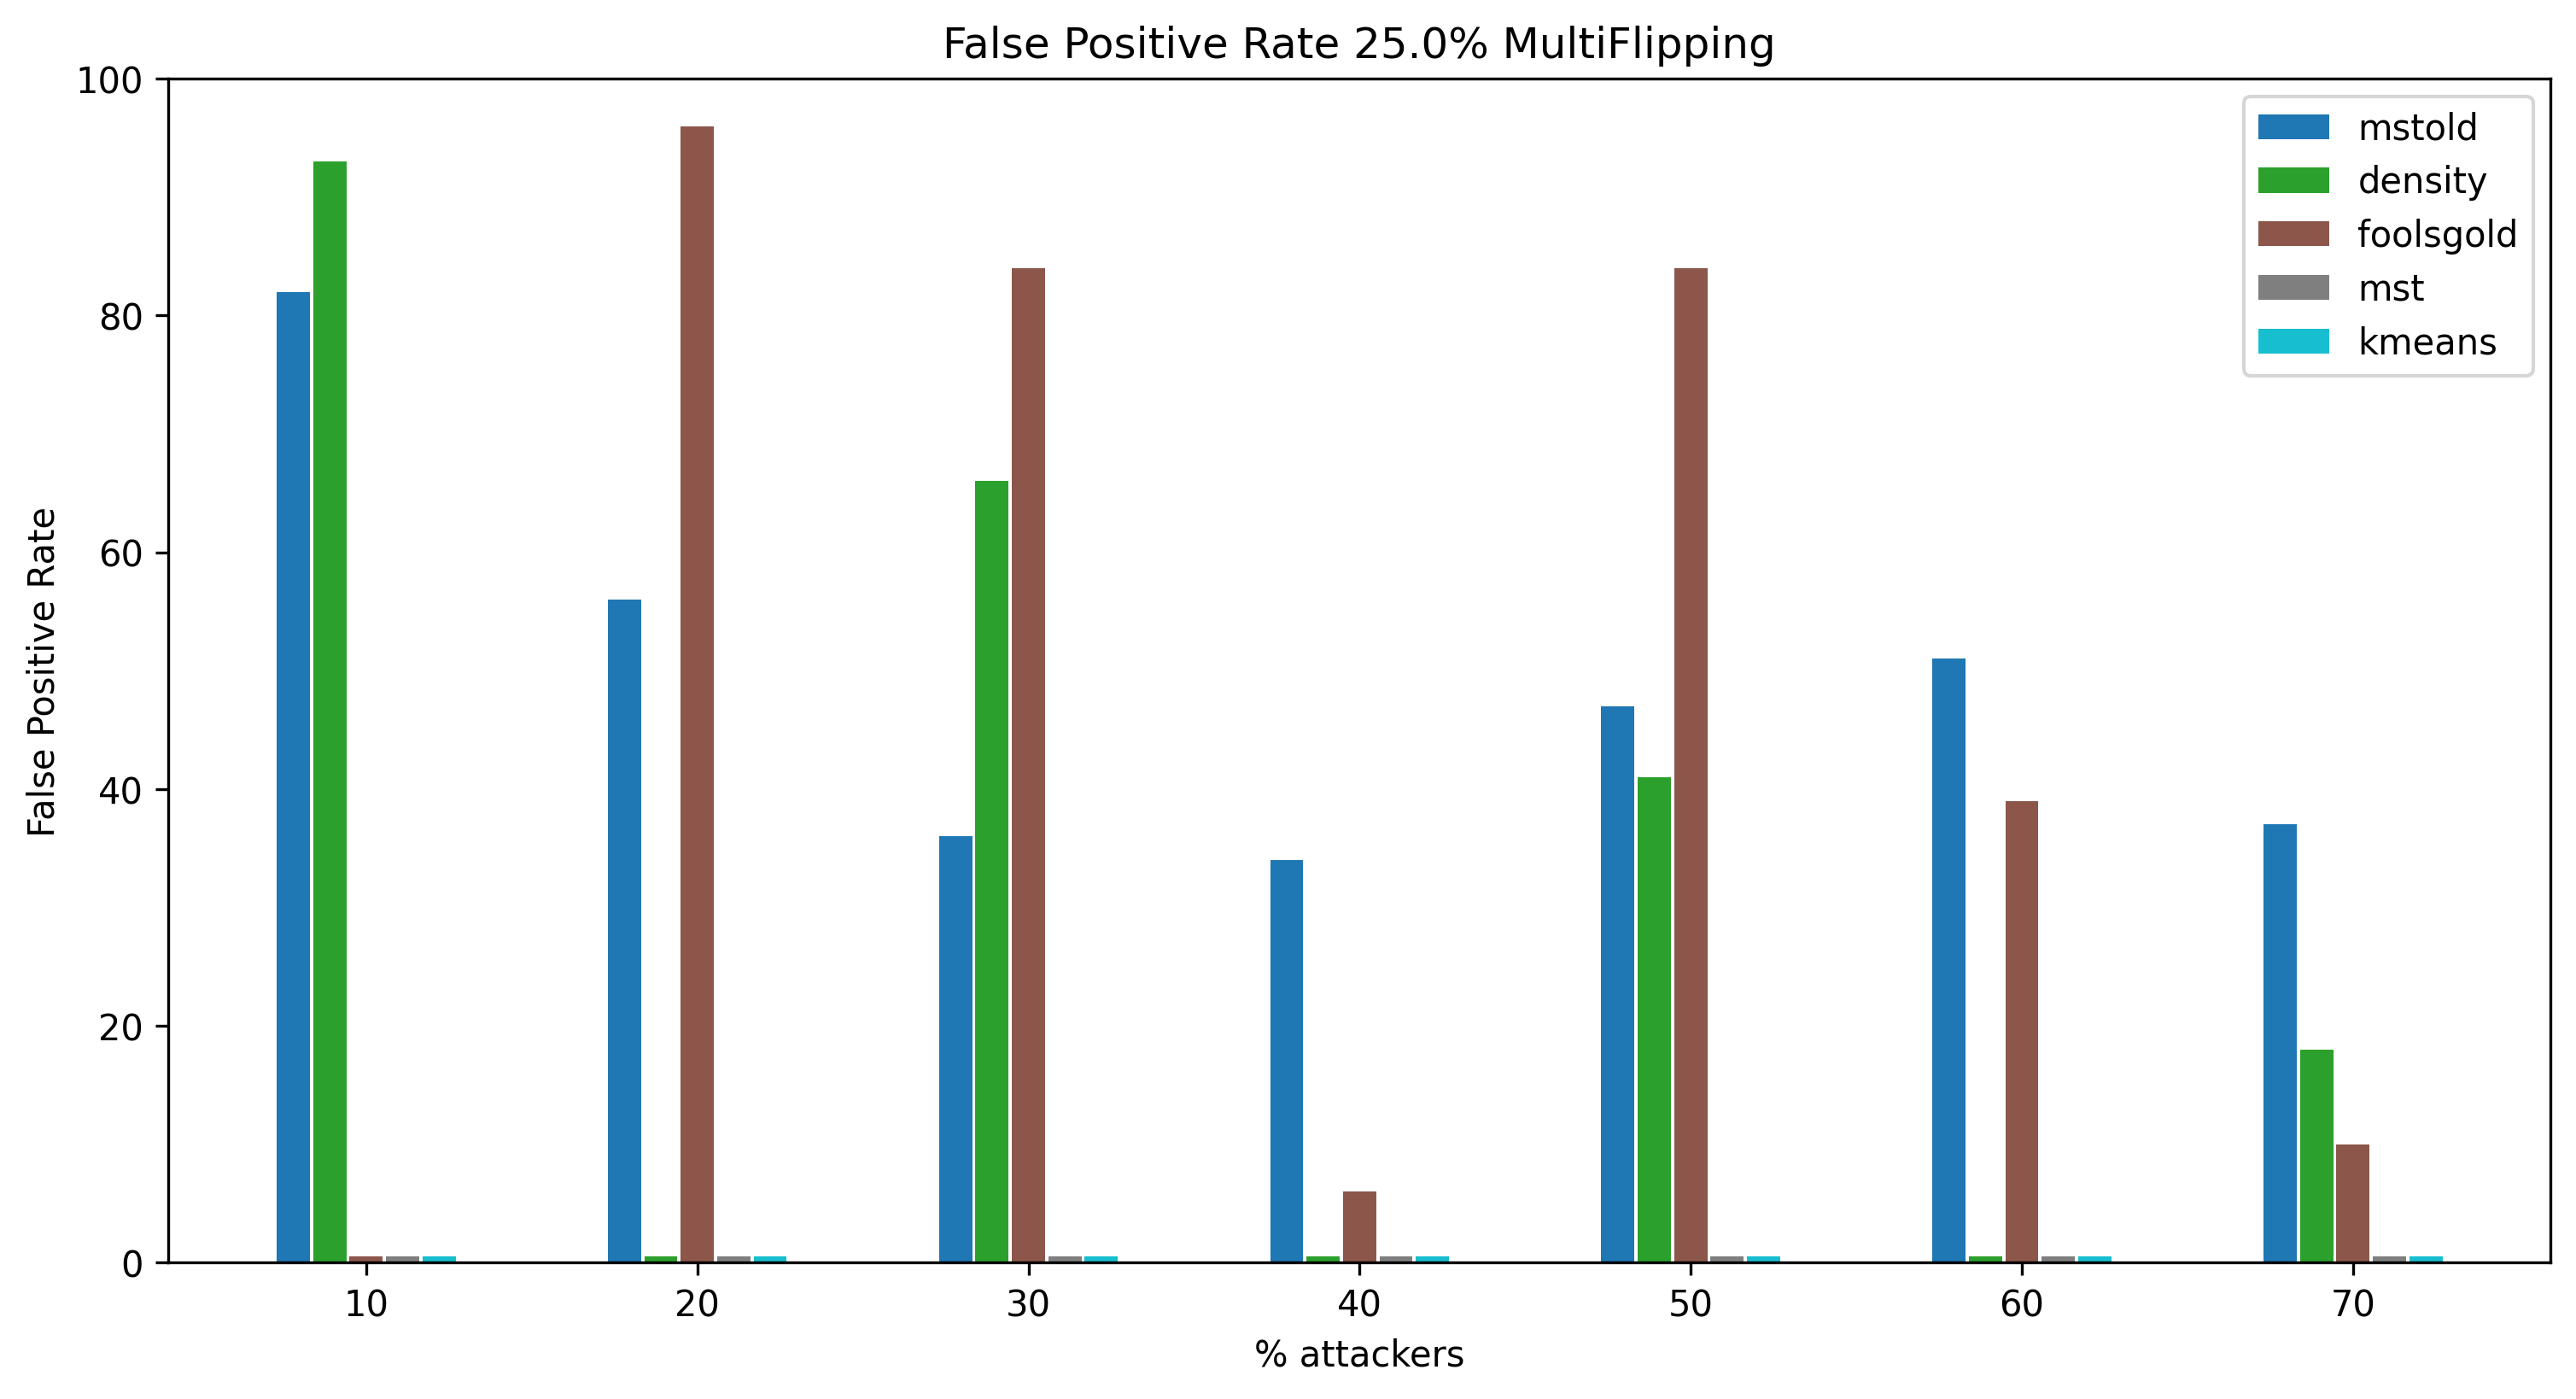 False Positive Rate 25.0% MultiFlipping
100
80
60
40
20
0
False Positive Rate
mstold
density
foolsgold
mst
kmeans
10 20 30 40 50 60 70
% attackers